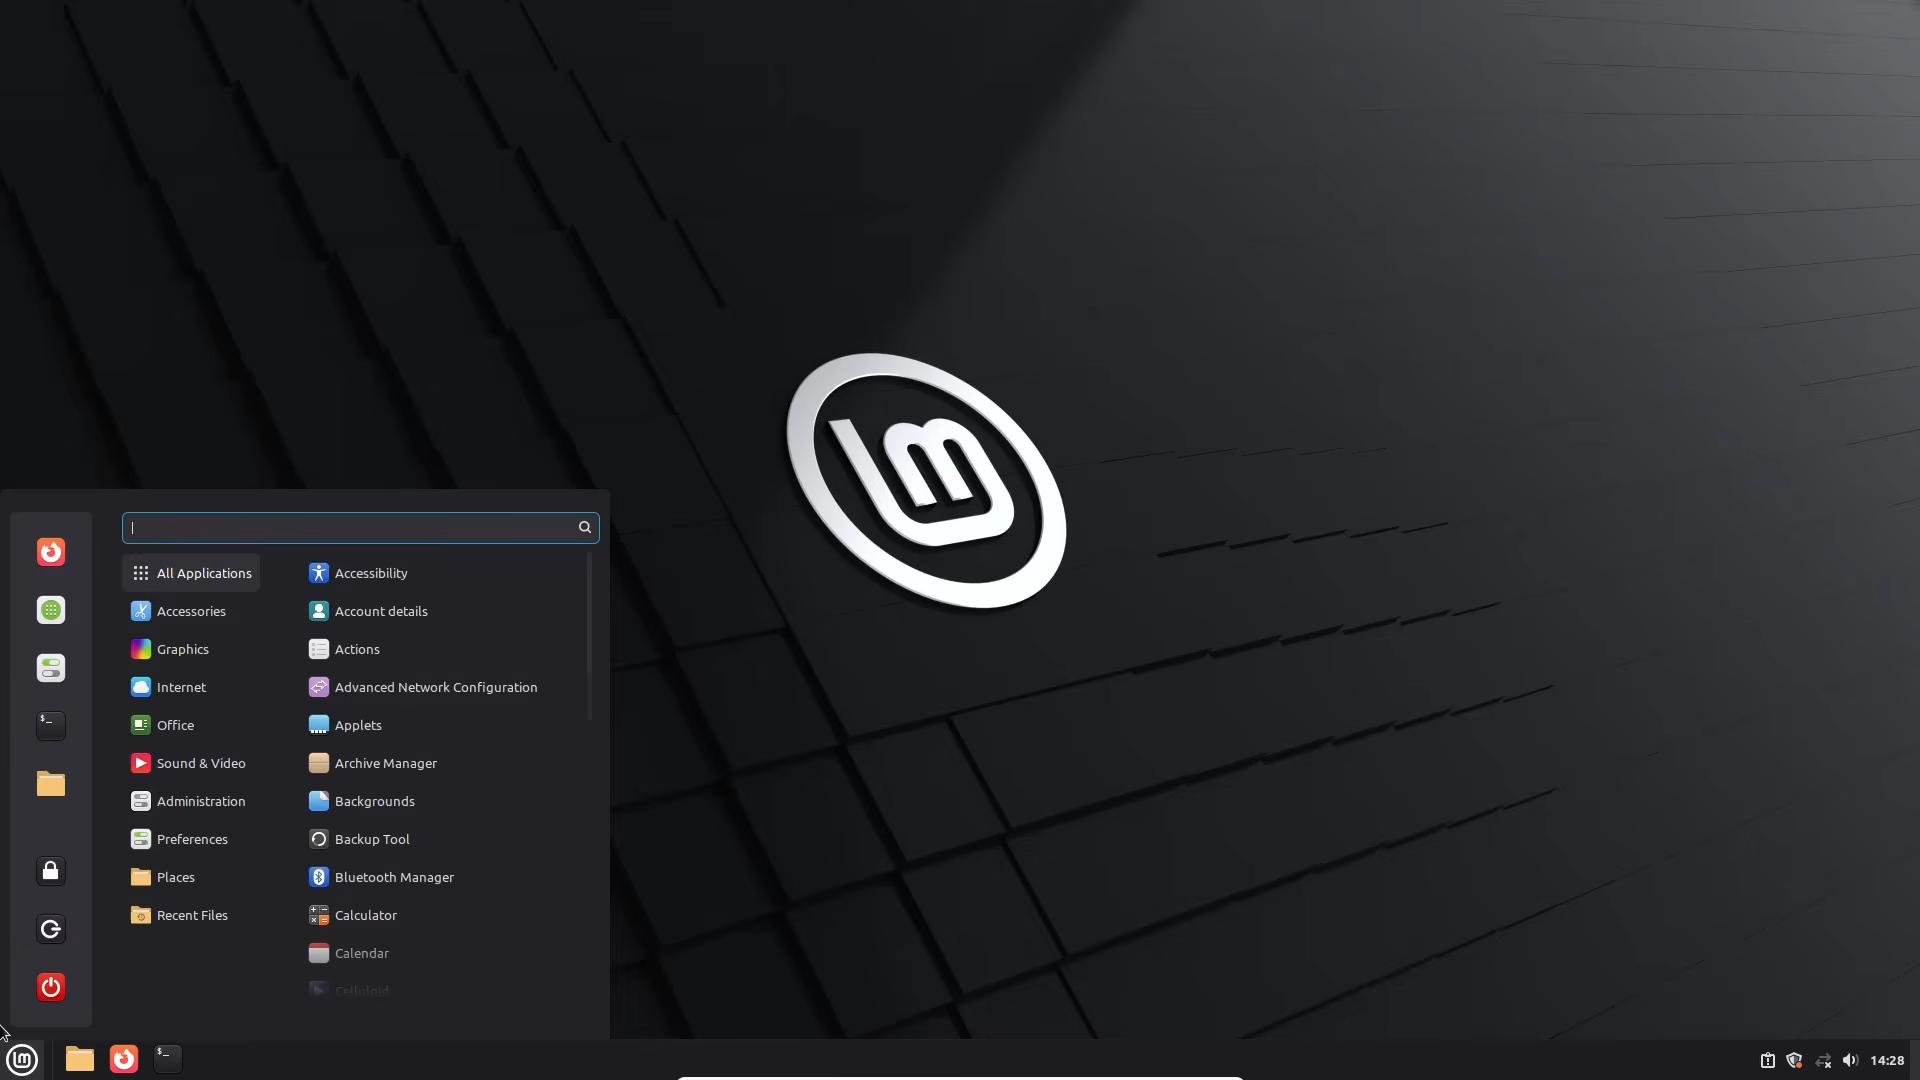 All Applications
Accessories
Graphics
Internet
Office
Sound & Video
Administration
Preferences
Places
Recent Files
Accessibility
Account details
Actions
Advanced Network Configuration
Applets
Archive Manager
Backgrounds
Backup Tool
Bluetooth Manager
Calculator
Calendar
Celluloid
14:28